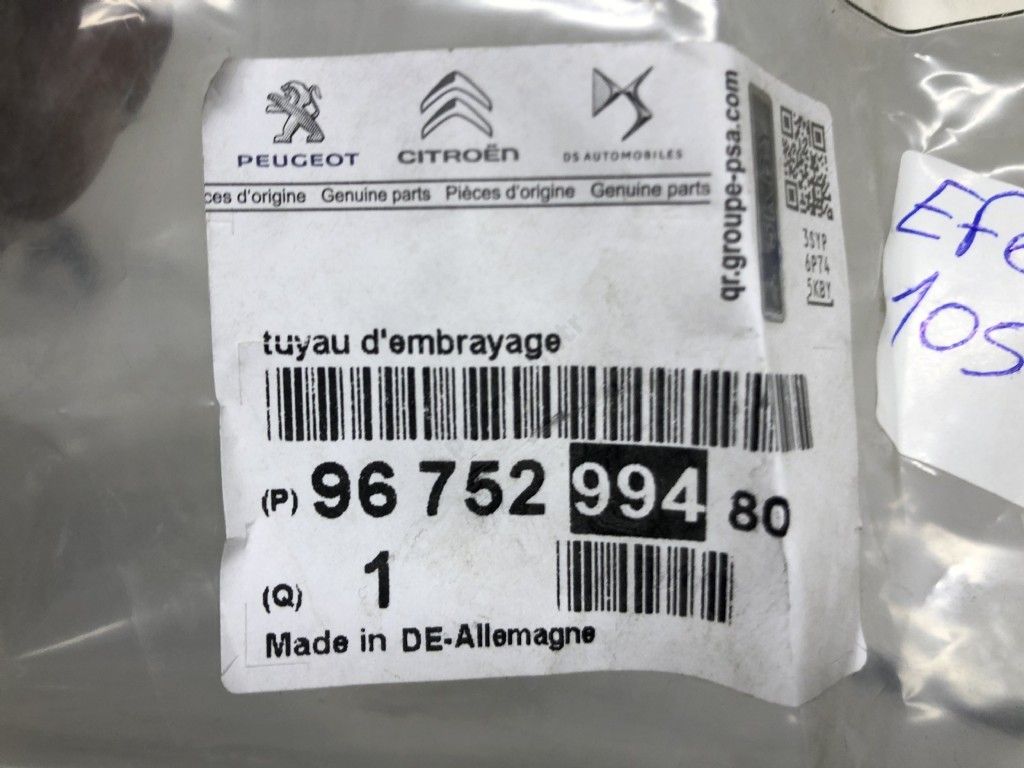 PEUGEOT
CITROËN
DS AUTOMOBILES
ces d'origine Genuine parts Pièces d'origine Genuine parts
qr.groupe-psa.com
3SYP
6P74
5KBY
tuyau d'embrayage
(P) 96 752 994 80
(Q) 1
Made in DE-Allemagne
Efe
105